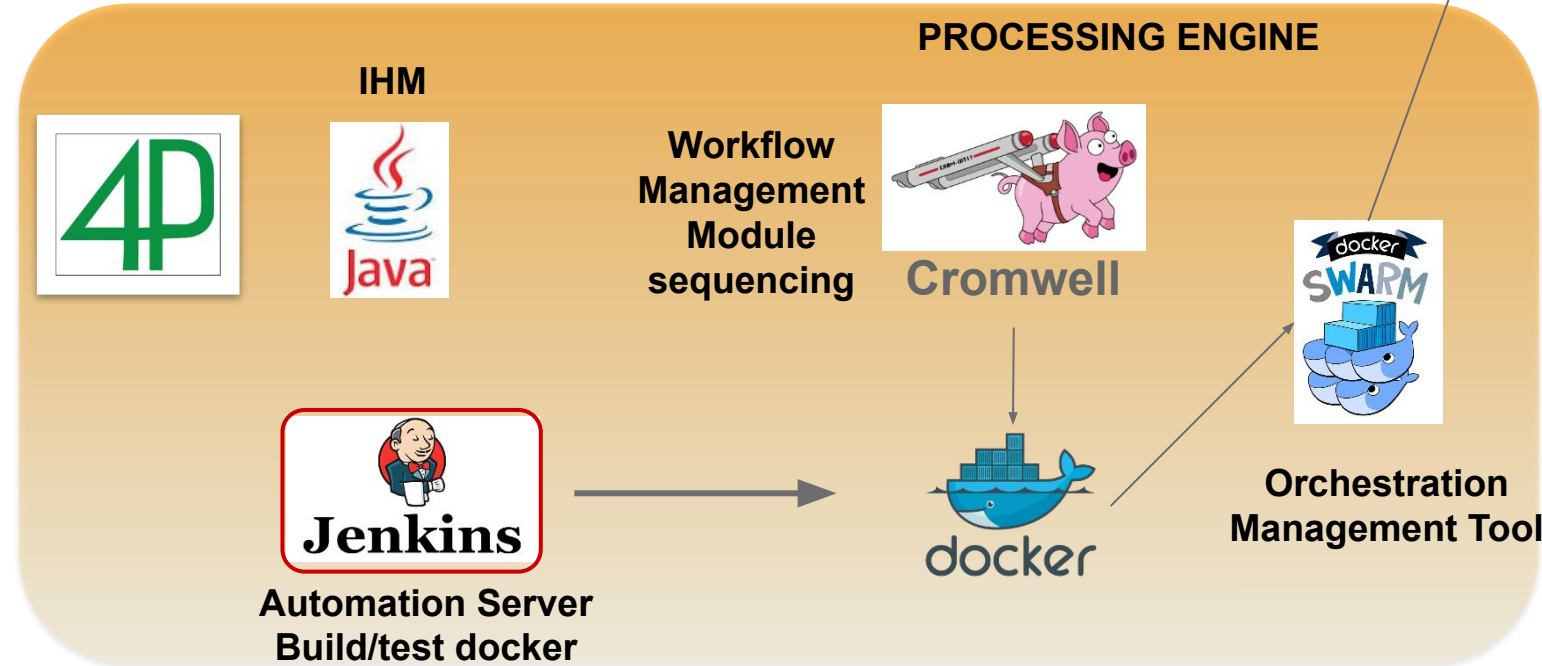 PROCESSING ENGINE
IHM
4P
Java
Workflow
Management
Module
sequencing
Cromwell
docker
SWARM
Jenkins
docker
Orchestration
Management Tool
Automation Server
Build/test docker